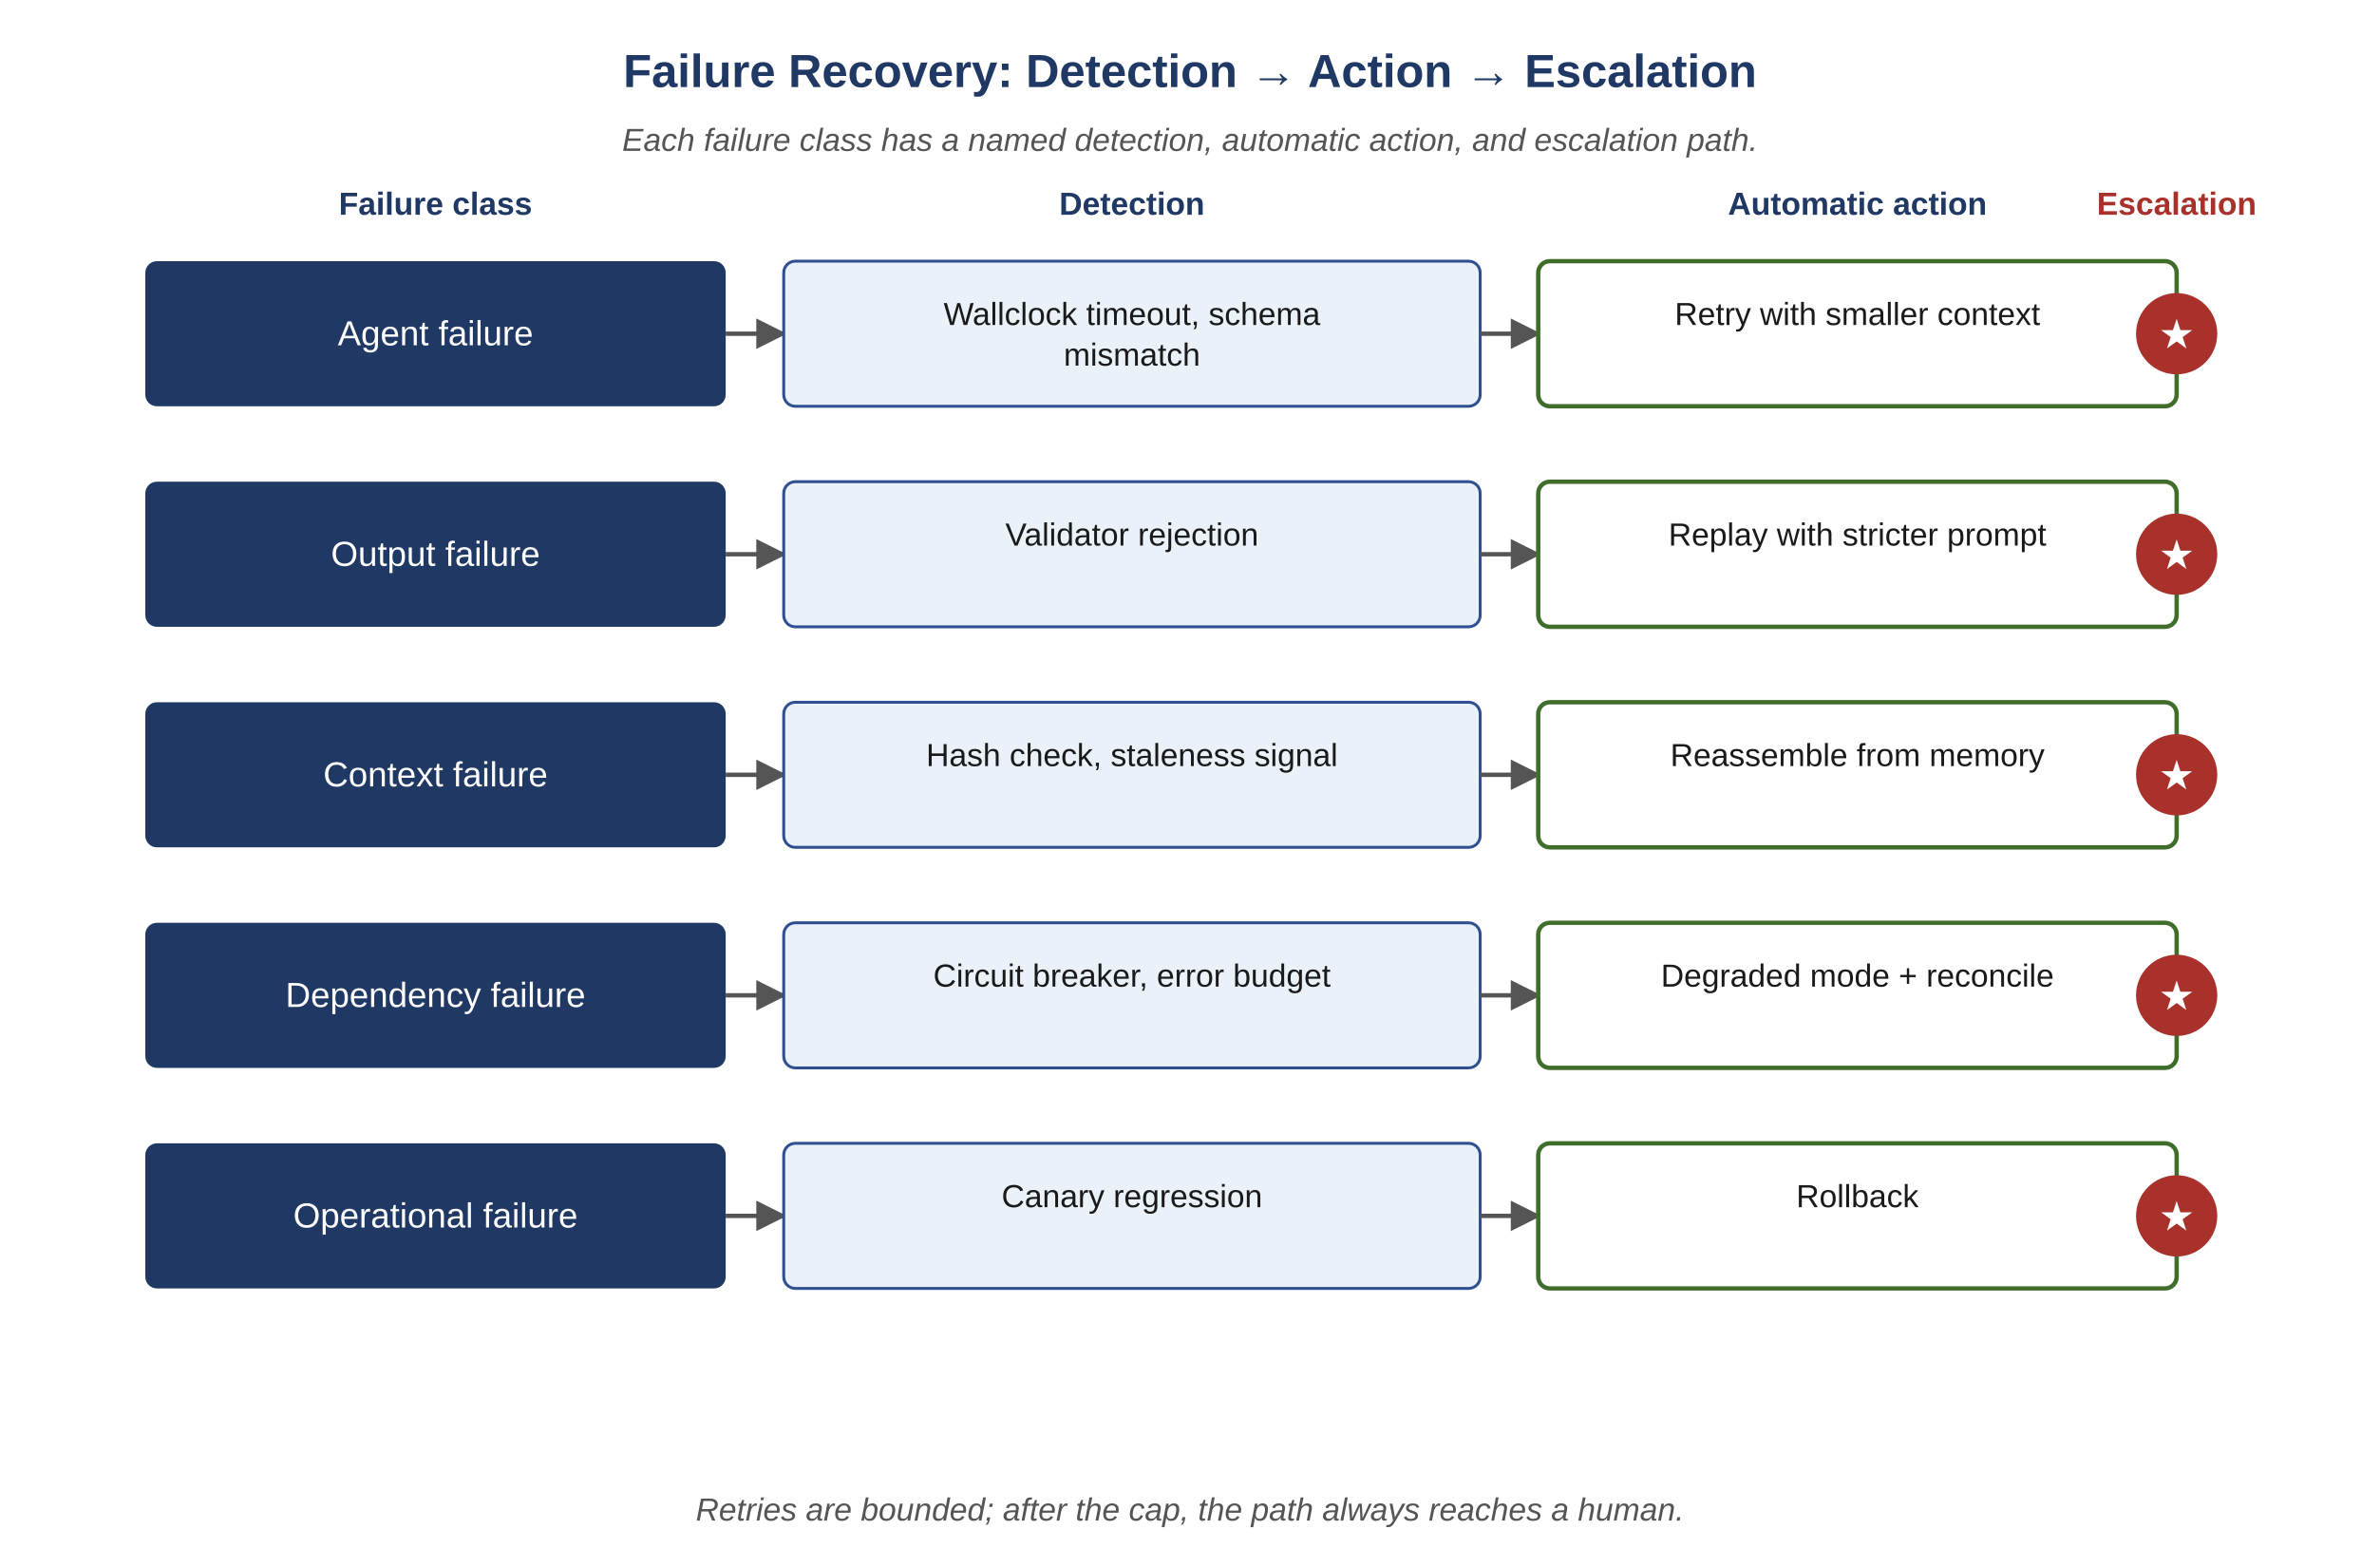 Failure Recovery: Detection → Action → Escalation
Each failure class has a named detection, automatic action, and escalation path.
Failure class
Detection
Automatic action
Escalation
Agent failure
Wallclock timeout, schema
mismatch
Retry with smaller context
★
Output failure
Validator rejection
Replay with stricter prompt
★
Context failure
Hash check, staleness signal
Reassemble from memory
★
Dependency failure
Circuit breaker, error budget
Degraded mode + reconcile
★
Operational failure
Canary regression
Rollback
★
Retries are bounded; after the cap, the path always reaches a human.